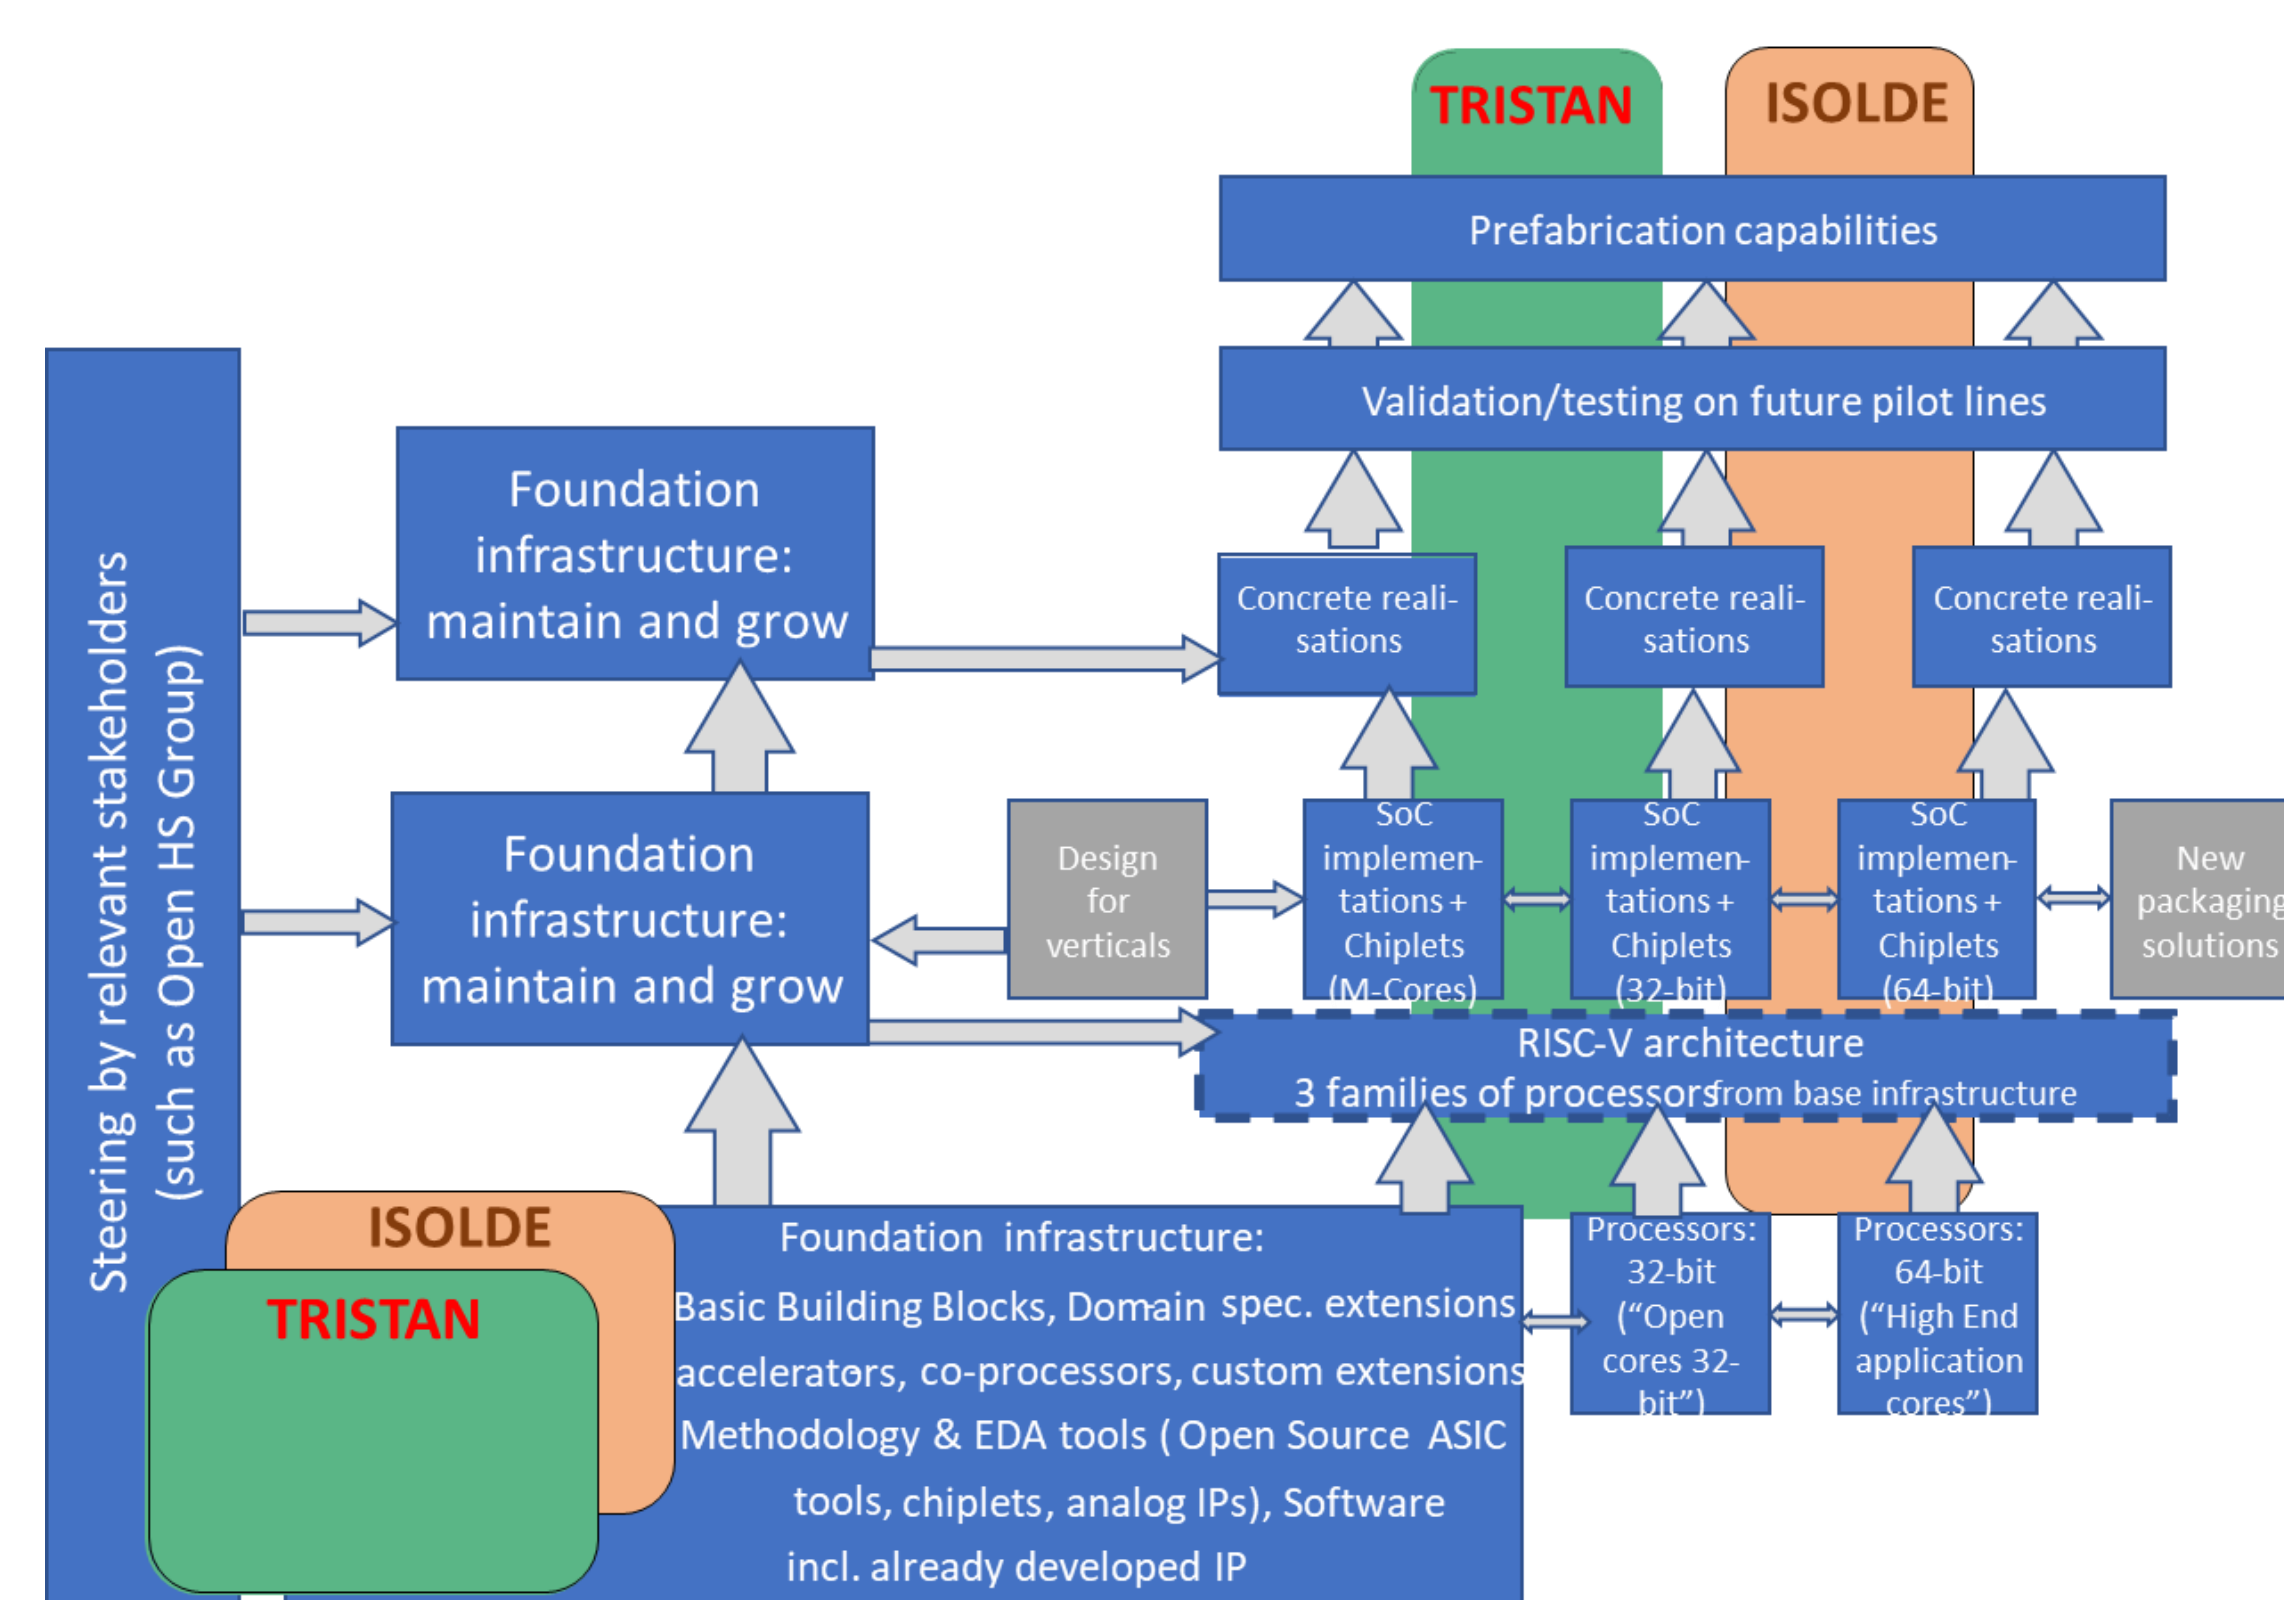 TRISTAN
ISOLDE
Prefabrication capabilities
Validation/testing on future pilot lines
Steering by relevant stakeholders
(such as Open HS Group)
Foundation
infrastructure:
maintain and grow
Concrete reali-
sations
Concrete reali-
sations
Concrete reali-
sations
Foundation
infrastructure:
maintain and grow
Design
for
verticals
SoC
implemen-
tations +
Chiplets
(M-Cores)
SoC
implemen-
tations +
Chiplets
(32-bit)
SoC
implemen-
tations +
Chiplets
(64-bit)
New
packaging
solutions
RISC-V architecture
3 families of processors from base infrastructure
ISOLDE
TRISTAN
Foundation infrastructure:
Basic Building Blocks, Domain spec. extensions
accelerators, co-processors, custom extensions
Methodology & EDA tools ( Open Source ASIC
tools, chiplets, analog IPs), Software
incl. already developed IP
Processors:
32-bit
(“Open
cores 32-
bit”)
Processors:
64-bit
(“High End
application
cores”)